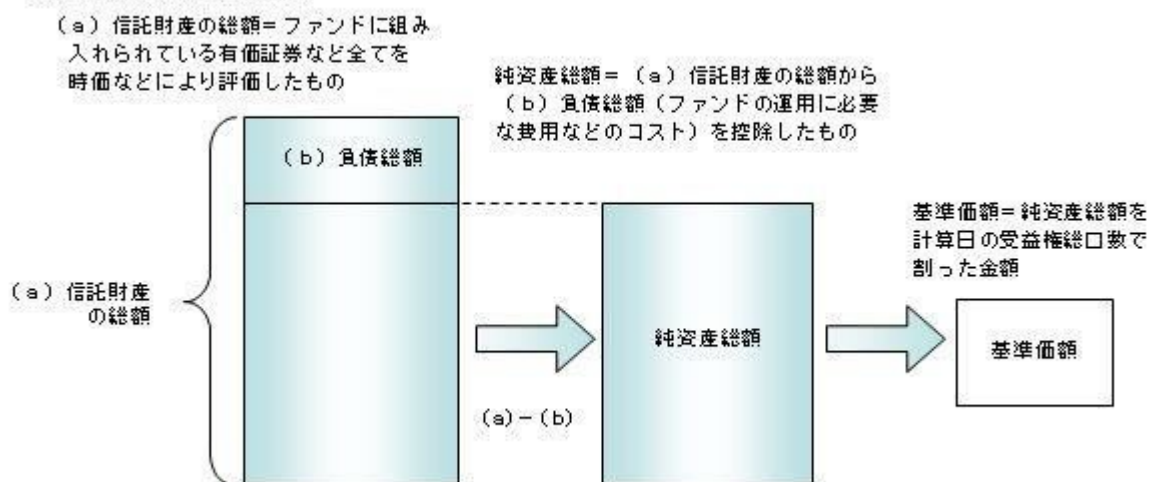 （a）信託財産の総額＝ファンドに組み
入れられている有価証券など全てを
時価などにより評価したもの
純資産総額＝（a）信託財産の総額から
（b）負債総額（ファンドの運用に必要
な費用などのコスト）を控除したもの
（b）負債総額
基準価額＝純資産総額を
計算日の受益権総口数で
割った金額
（a）信託財産
の総額
純資産総額
基準価額
（a）－（b）